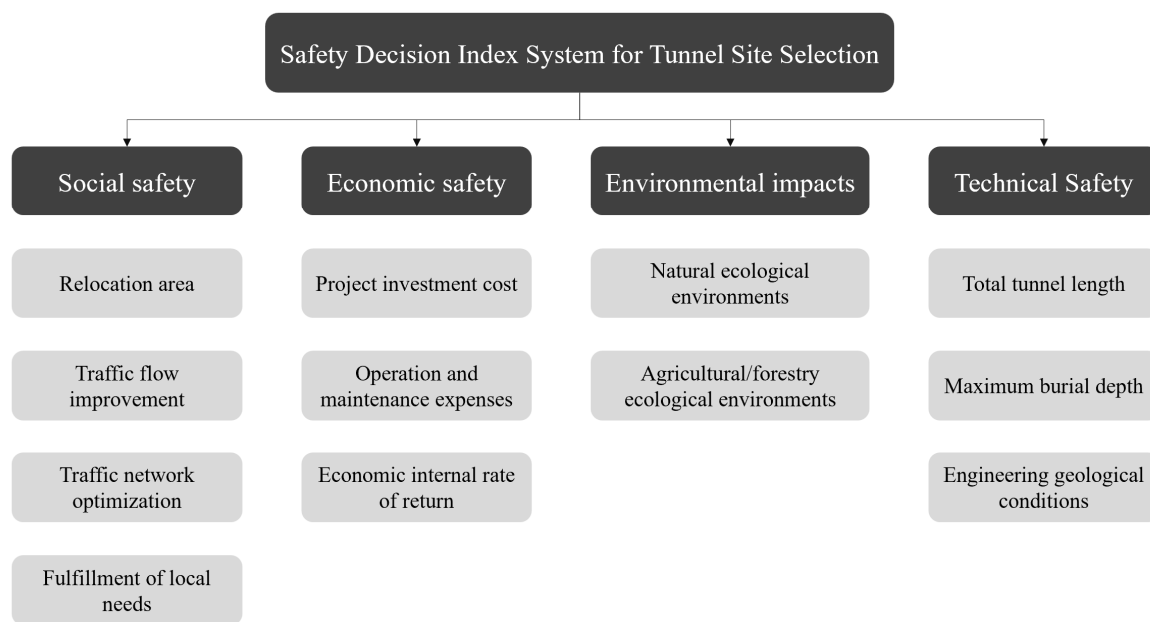 Safety Decision Index System for Tunnel Site Selection
Social safety
Economic safety
Environmental impacts
Technical Safety
Relocation area
Traffic flow
improvement
Traffic network
optimization
Fulfillment of local
needs
Project investment cost
Operation and
maintenance expenses
Economic internal rate
of return
Natural ecological
environments
Agricultural/forestry
ecological environments
Total tunnel length
Maximum burial depth
Engineering geological
conditions